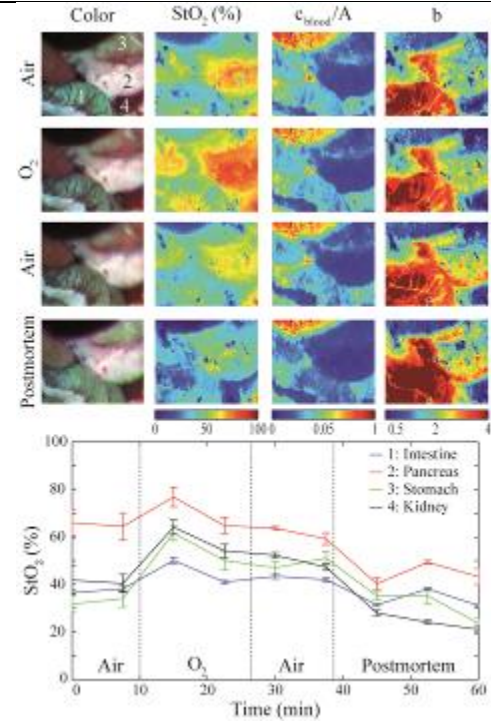 Color StO₂ (%) c_blood/A b
Air
3
2
1
4
O₂
Air
Postmortem
0 50 100 0 0.05 1 0.5 2 4
100
80
60
40
20
0
StO₂ (%)
1: Intestine
2: Pancreas
3: Stomach
4: Kidney
Air O₂ Air Postmortem
0 10 20 30 40 50 60
Time (min)